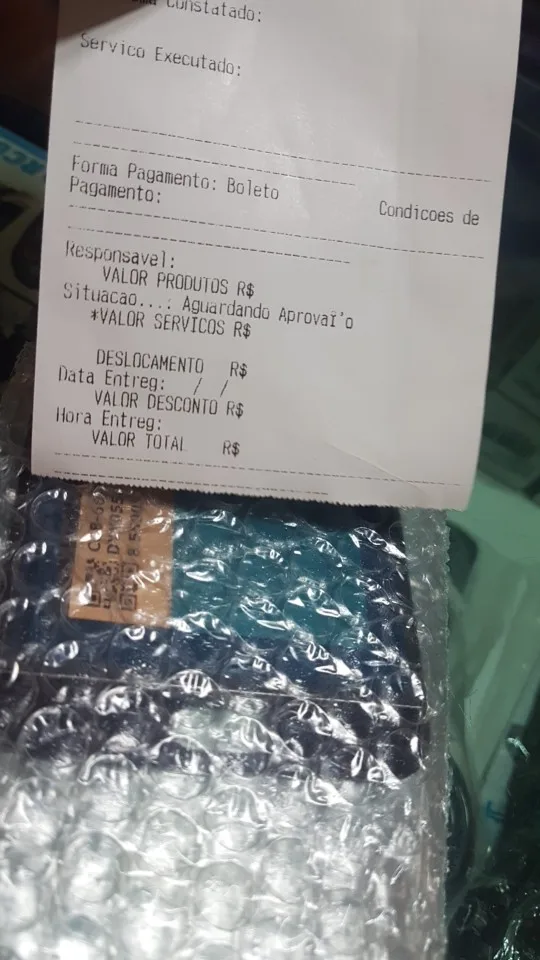 Constatado:
Servico Executado:
Forma Pagamento: Boleto Condicoes de
Pagamento:
Responsavel:
VALOR PRODUTOS R$
Situacao...: Aguardando Aprovaï'o
*VALOR SERVICOS R$
DESLOCAMENTO R$
Data Entreg: / /
VALOR DESCONTO R$
Hora Entreg:
VALOR TOTAL R$